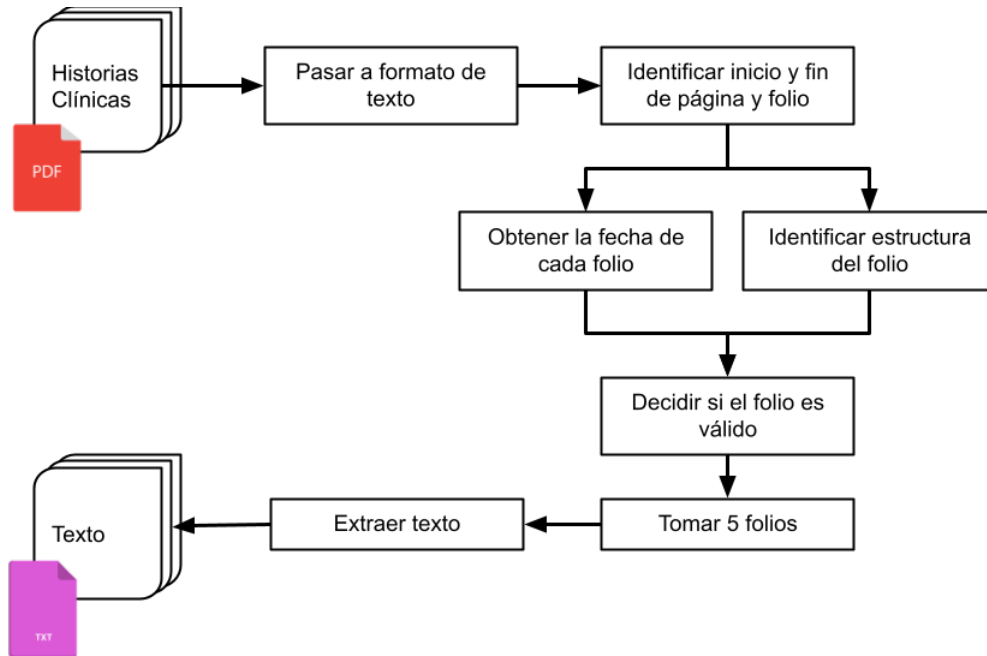 Historias
Clínicas
PDF
Pasar a formato de
texto
Identificar inicio y fin
de página y folio
Obtener la fecha de
cada folio
Identificar estructura
del folio
Decidir si el folio es
válido
Tomar 5 folios
Extraer texto
Texto
TXT